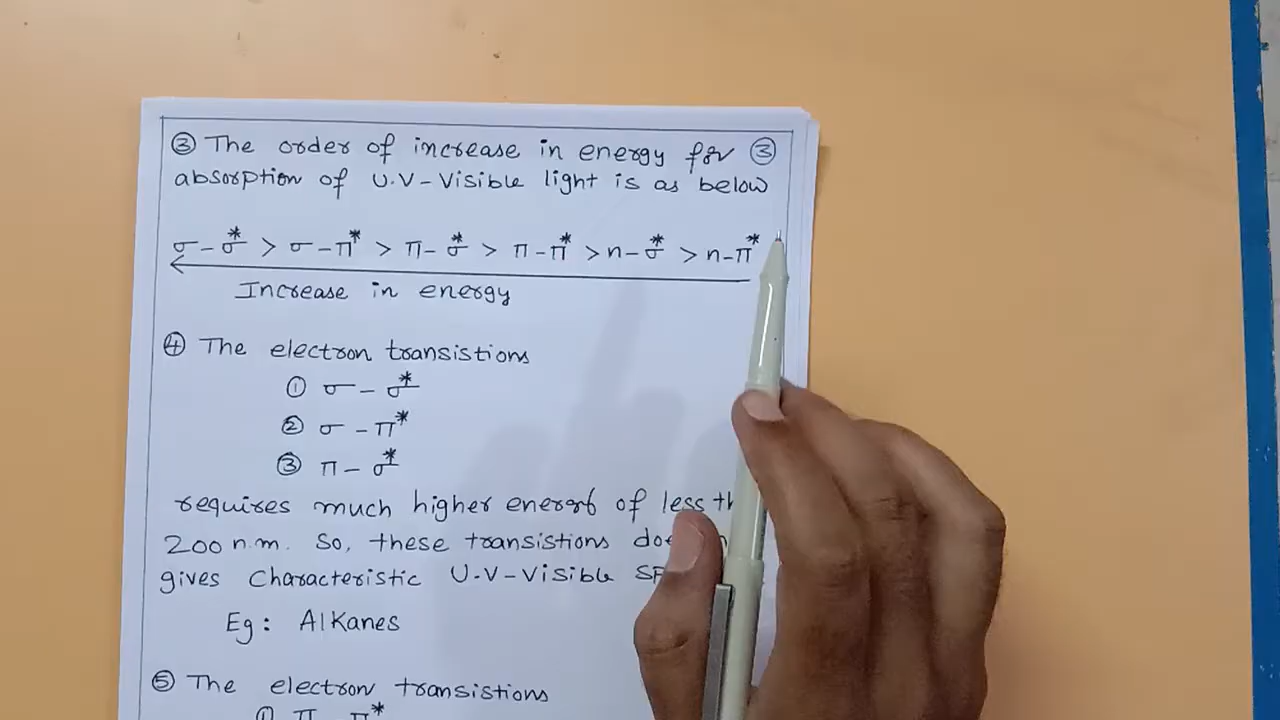 ③ The order of increase in energy for ③
absorption of U.V-Visible light is as below
σ-σ* > σ-π* > π-σ* > π-π* > n-σ* > n-π*
Increase in energy
④ The electron transistions
① σ-σ*
② σ-π*
③ π-σ*
requires much higher energy of less
200 n.m. So, these transistions
gives Characteristic U.V-Visible
Eg: Alkanes
⑤ The electron transistions
① π-π*